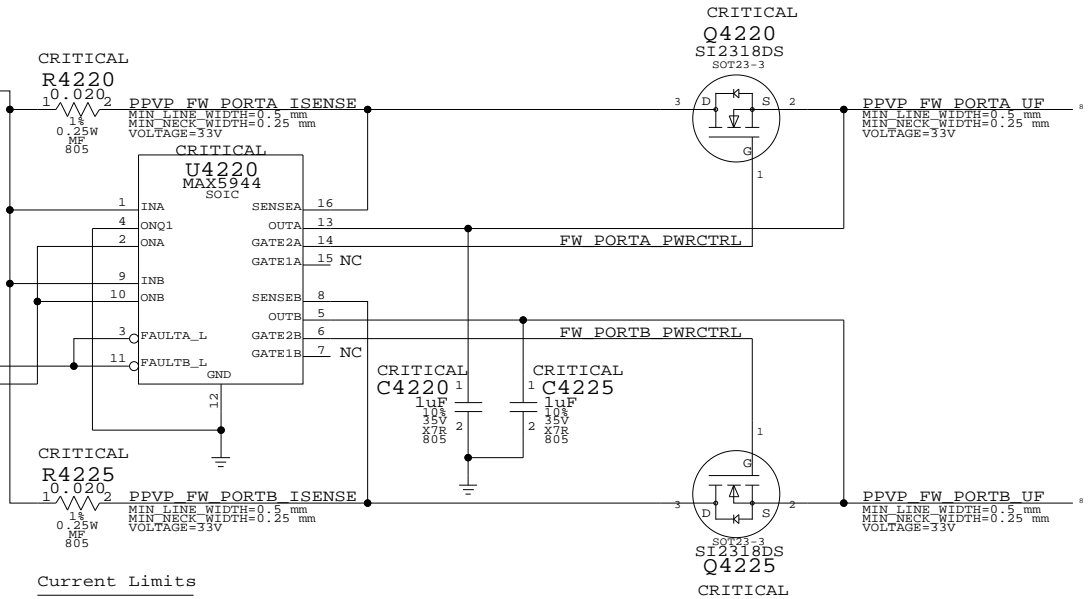 CRITICAL
Q4220
SI2318DS
SOT23-3
3 D S 2
G
1
CRITICAL
R4220
0.020
1 2
1%
0.25W
MF
805
PPVP_FW_PORTA_ISENSE
MIN_LINE_WIDTH=0.5 mm
MIN_NECK_WIDTH=0.25 mm
VOLTAGE=33V
PPVP_FW_PORTA_UF
MIN_LINE_WIDTH=0.5 mm
MIN_NECK_WIDTH=0.25 mm
VOLTAGE=33V
8
CRITICAL
U4220
MAX5944
SOIC
1 INA
4 ONQ1
2 ONA
9 INB
10 ONB
3 FAULTA_L
11 FAULTB_L
GND
12
SENSEA 16
OUTA 13
GATE2A 14
GATE1A 15 NC
SENSEB 8
OUTB 5
GATE2B 6
GATE1B 7 NC
FW_PORTA_PWRCTRL
FW_PORTB_PWRCTRL
CRITICAL
C4220
1
1uF
10%
35V
X7R
805
2
CRITICAL
C4225
1
1uF
10%
35V
X7R
805
2
CRITICAL
R4225
0.020
1 2
1%
0.25W
MF
805
PPVP_FW_PORTB_ISENSE
MIN_LINE_WIDTH=0.5 mm
MIN_NECK_WIDTH=0.25 mm
VOLTAGE=33V
1
G
3 D S 2
SOT23-3
SI2318DS
Q4225
CRITICAL
PPVP_FW_PORTB_UF
MIN_LINE_WIDTH=0.5 mm
MIN_NECK_WIDTH=0.25 mm
VOLTAGE=33V
8
Current Limits